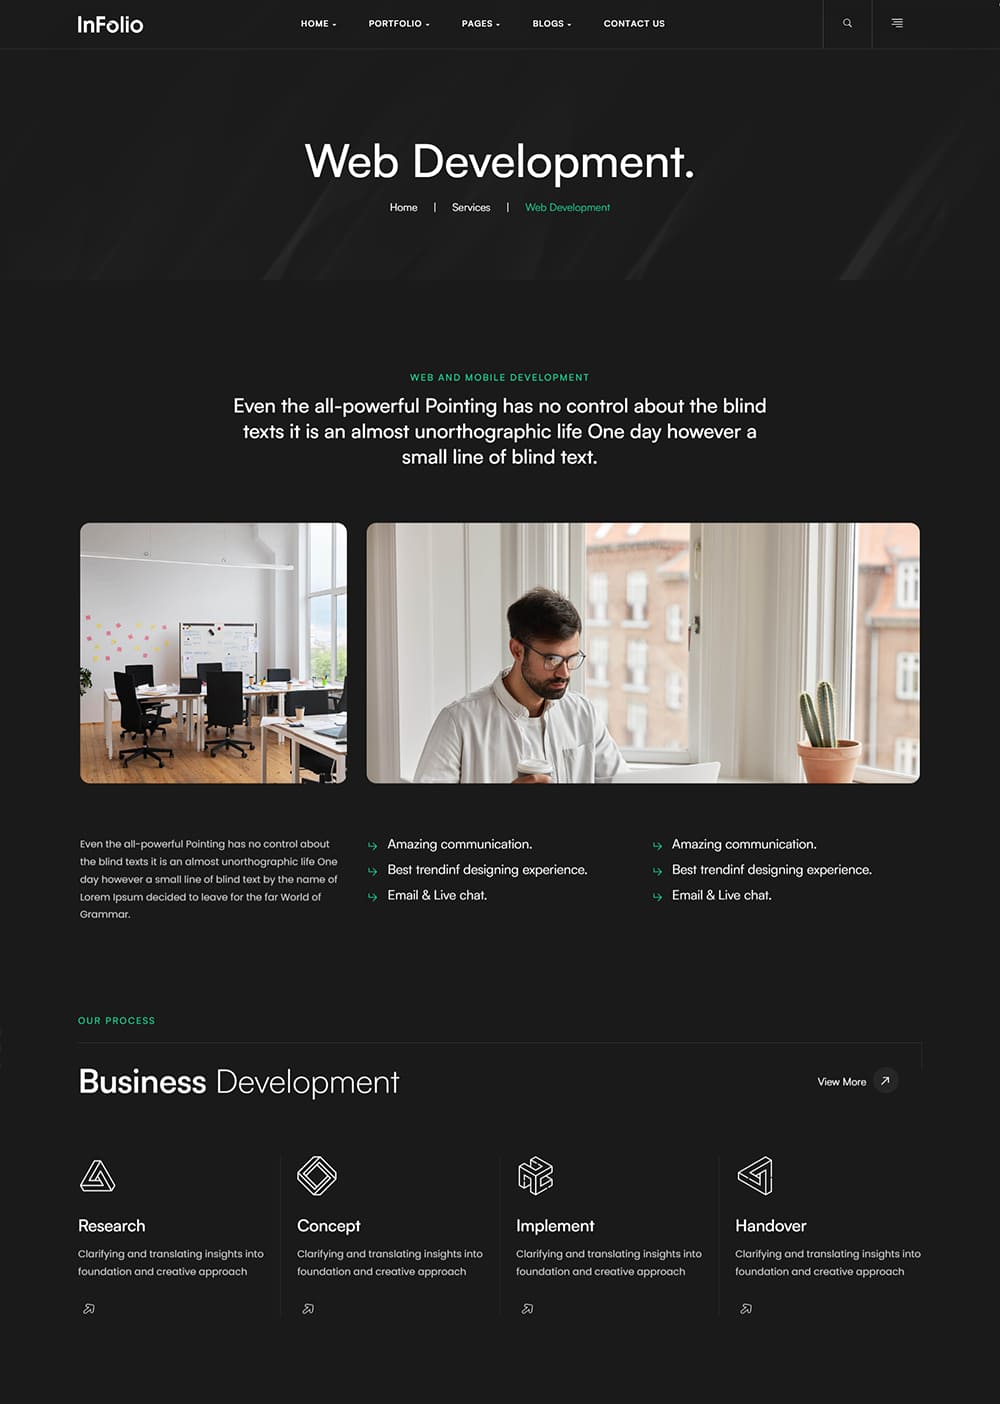 InFolio
HOME
PORTFOLIO
PAGES
BLOGS
CONTACT US
Web Development.
Home | Services | Web Development
WEB AND MOBILE DEVELOPMENT
Even the all-powerful Pointing has no control about the blind
texts it is an almost unorthographic life One day however a
small line of blind text.
Even the all-powerful Pointing has no control about
the blind texts it is an almost unorthographic life One
day however a small line of blind text by the name of
Lorem Ipsum decided to leave for the far World of
Grammar.
Amazing communication.
Best trendinf designing experience.
Email & Live chat.
Amazing communication.
Best trendinf designing experience.
Email & Live chat.
OUR PROCESS
Business Development
View More
Research
Clarifying and translating insights into
foundation and creative approach
Concept
Clarifying and translating insights into
foundation and creative approach
Implement
Clarifying and translating insights into
foundation and creative approach
Handover
Clarifying and translating insights into
foundation and creative approach